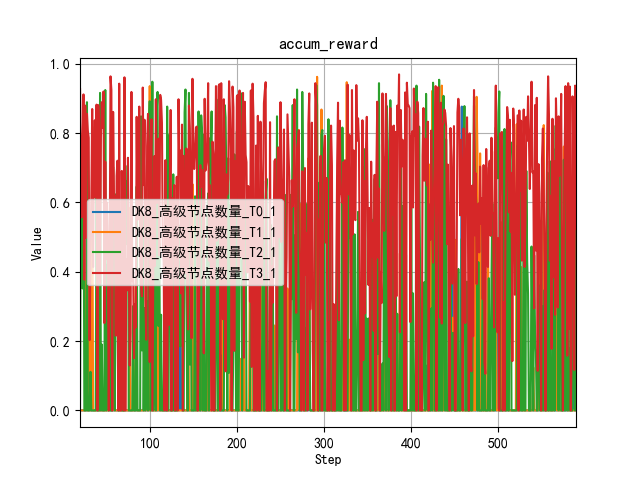 accum_reward
1.0
0.8
0.6
0.4
0.2
0.0
Value
DK8_高级节点数量_T0_1
DK8_高级节点数量_T1_1
DK8_高级节点数量_T2_1
DK8_高级节点数量_T3_1
100 200 300 400 500
Step